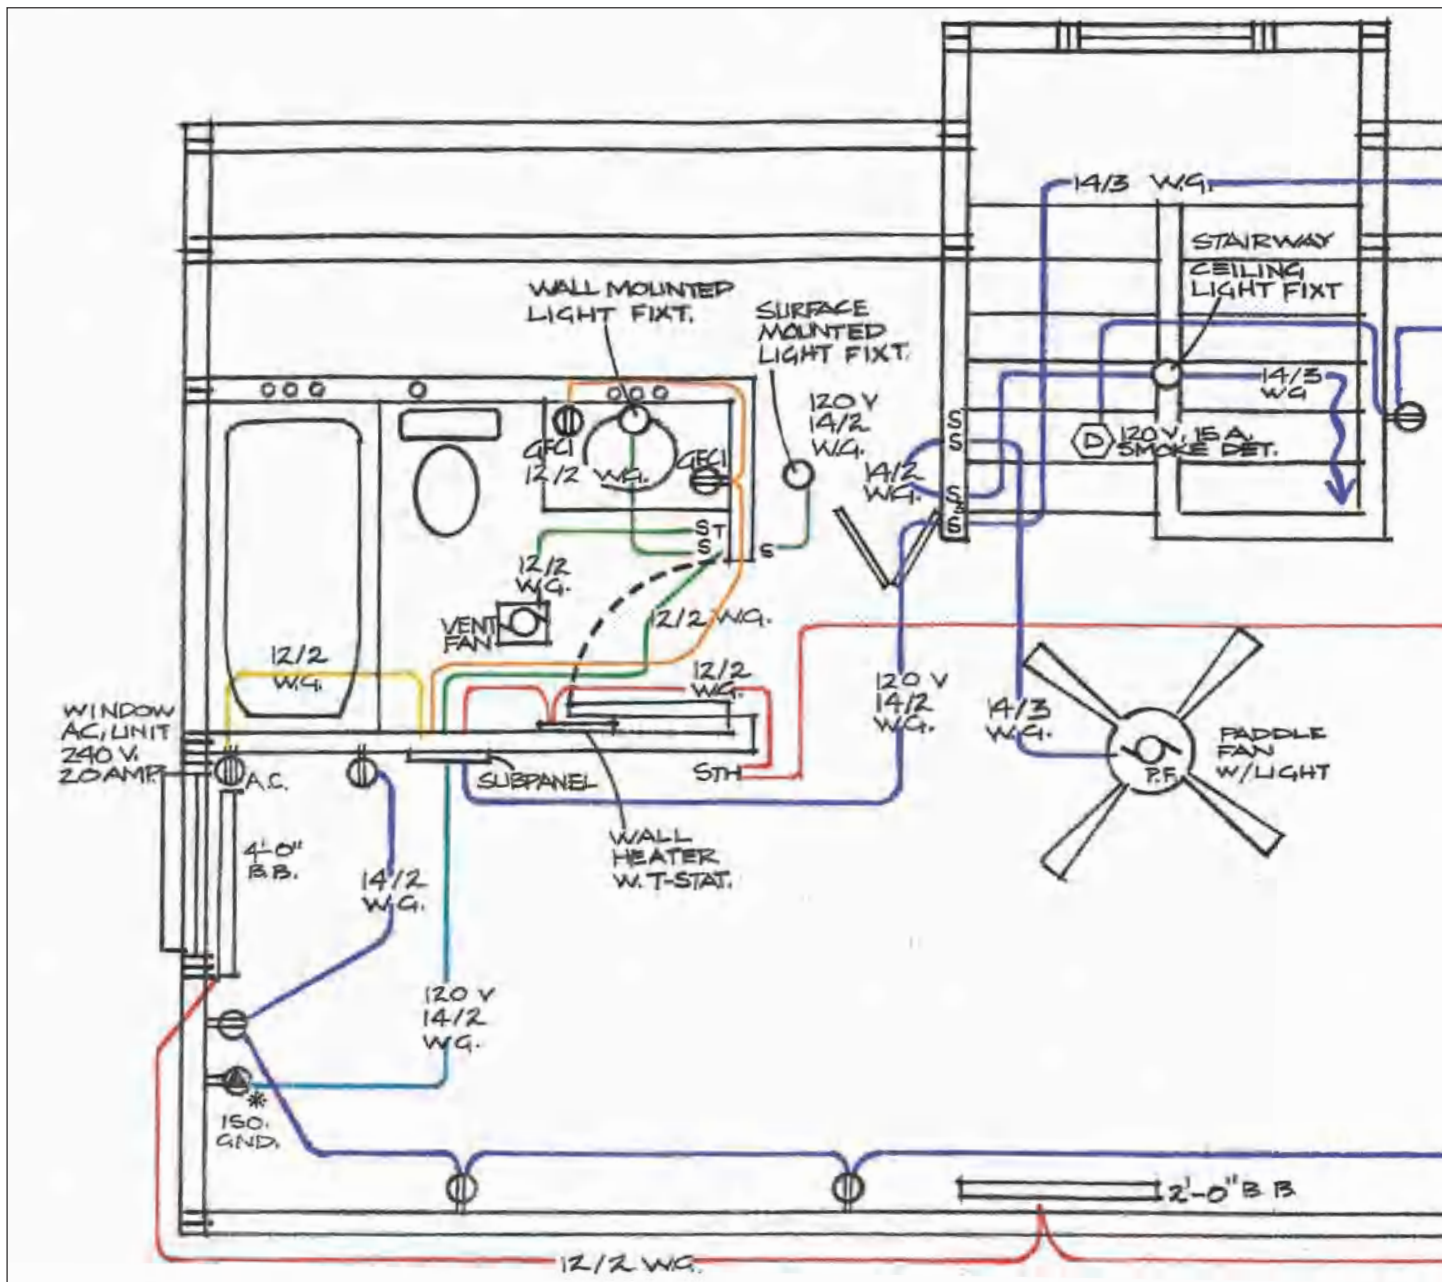 14/3 W.G.
STAIRWAY
CEILING
LIGHT FIXT
WALL MOUNTED
LIGHT FIXT.
SURFACE
MOUNTED
LIGHT FIXT.
14/3
WG
120 V
14/2
W.G.
S
S
D
120 V, 15 A.
SMOKE DET.
GFCI
12/2 W.G.
GFCI
14/2
W.G.
S
3
S
ST
S
S
12/2
W.G.
12/2 W.G.
VENT
FAN
12/2
W.G.
12/2
W.G.
120 V
14/2
W.G.
14/3
W.G.
WINDOW
AC, UNIT
240 V.
20 AMP.
A.C.
SUBPANEL
STH
PADDLE
FAN
W/LIGHT
P.F.
WALL
HEATER
W. T-STAT.
4'-0"
B.B.
14/2
W.G.
120 V
14/2
W.G.
*
ISO.
GND.
2'-0" B.B.
12/2 W.G.